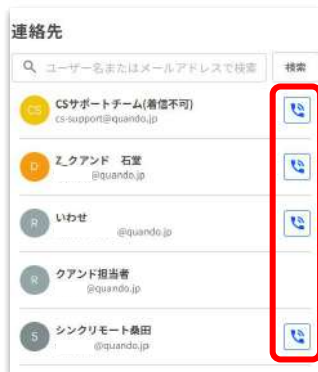 連絡先
ユーザー名またはメールアドレスで検索
検索
CS
CSサポートチーム(着信不可)
cs-support@quando.jp
D
Z_クアンド 石堂
@quando.jp
R
いわせ
@quando.jp
R
クアンド担当者
@quando.jp
S
シンクリモート桑田
@quando.jp